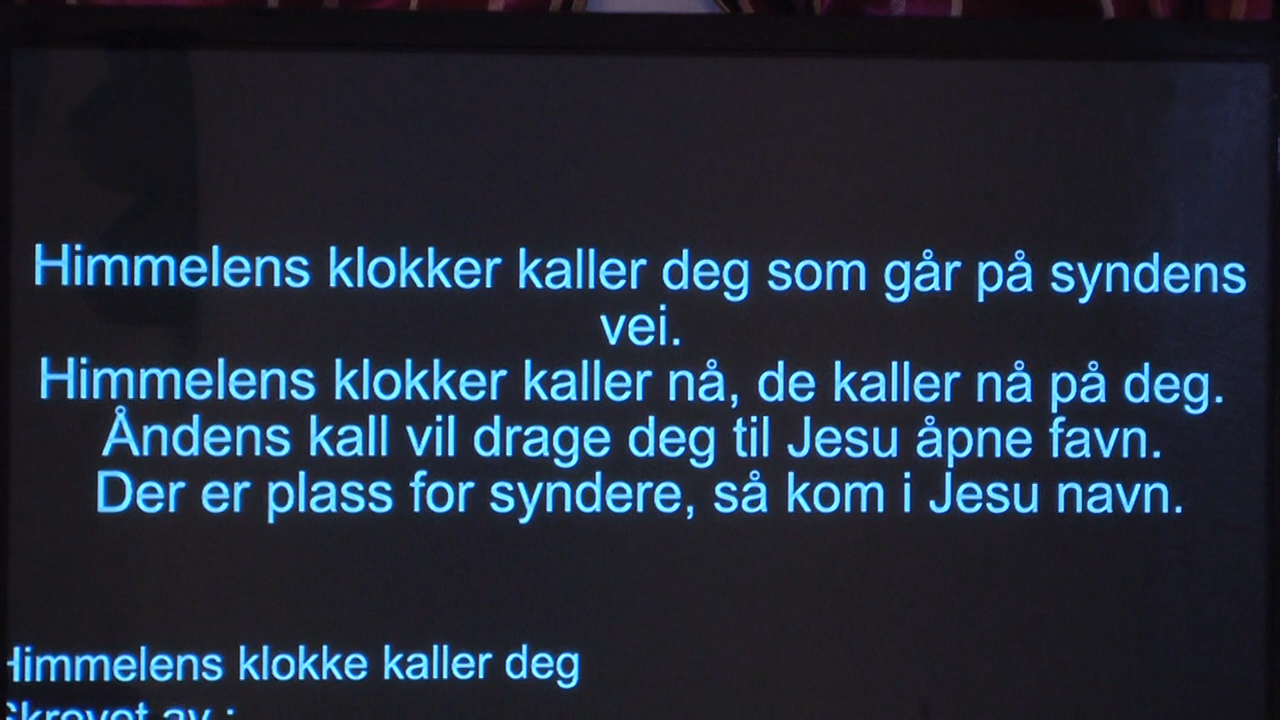 Himmelens klokker kaller deg som går på syndens
vei.
Himmelens klokker kaller nå, de kaller nå på deg.
Åndens kall vil drage deg til Jesu åpne favn.
Der er plass for syndere, så kom i Jesu navn.
Himmelens klokke kaller deg
Skrevet av :